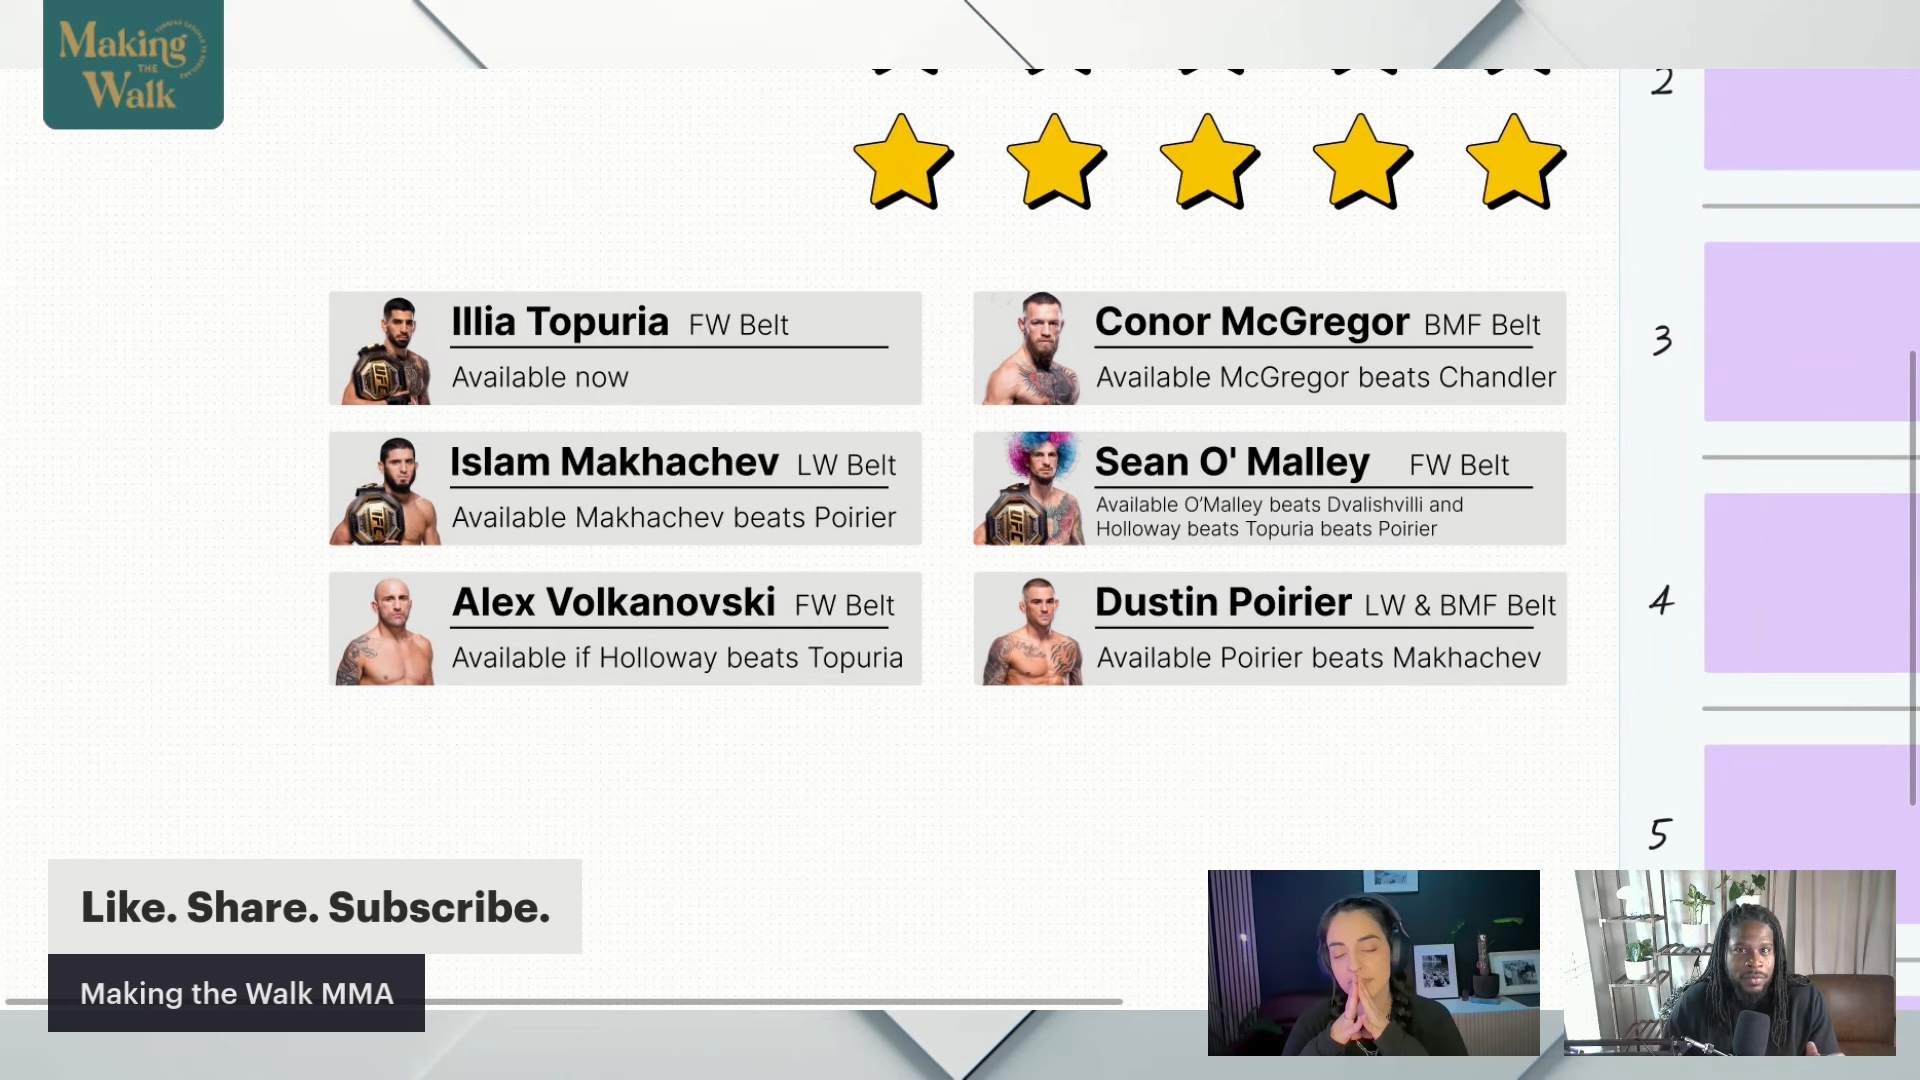 Making
THE
Walk
2
Illia Topuria FW Belt
Available now
Conor McGregor BMF Belt
Available McGregor beats Chandler
3
Islam Makhachev LW Belt
Available Makhachev beats Poirier
Sean O' Malley FW Belt
Available O'Malley beats Dvalishvilli and
Holloway beats Topuria beats Poirier
Alex Volkanovski FW Belt
Available if Holloway beats Topuria
Dustin Poirier LW & BMF Belt
Available Poirier beats Makhachev
4
5
Like. Share. Subscribe.
Making the Walk MMA